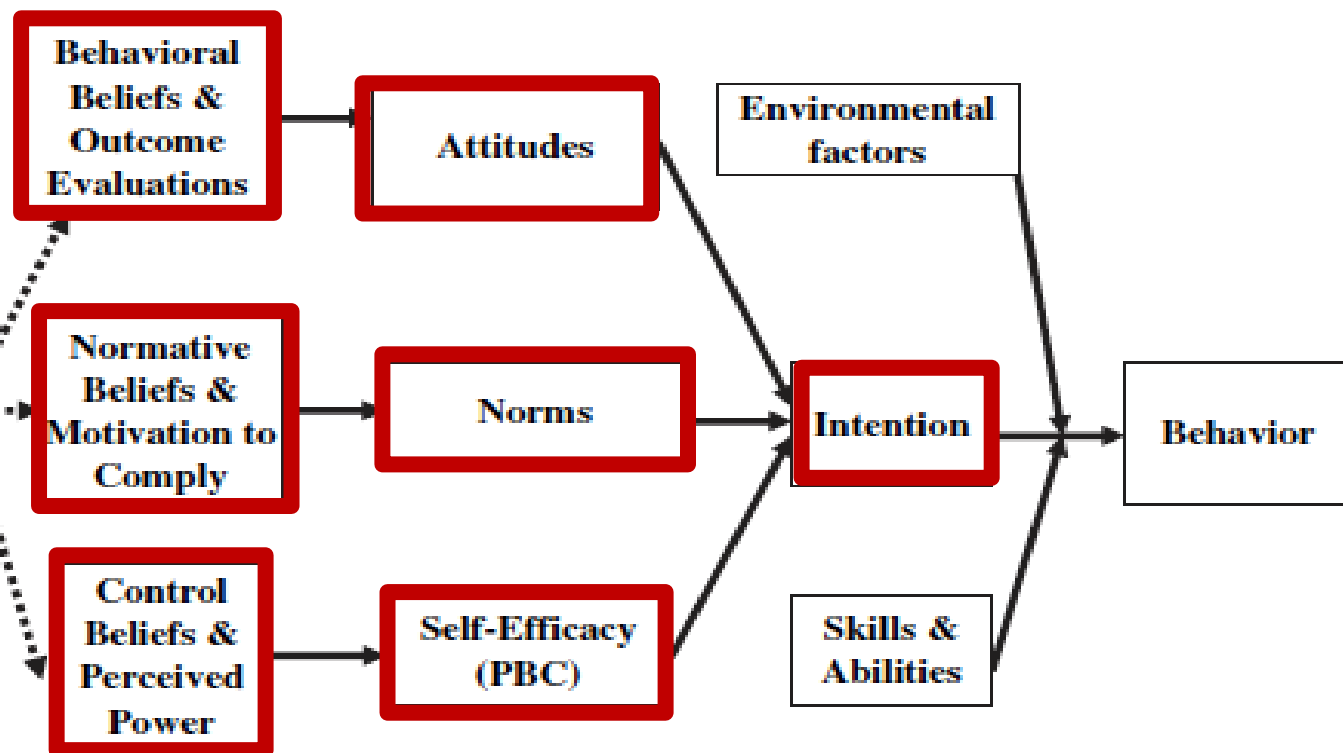 Behavioral
Beliefs &
Outcome
Evaluations
Attitudes
Environmental
factors
Normative
Beliefs &
Motivation to
Comply
Norms
Intention
Behavior
Control
Beliefs &
Perceived
Power
Self-Efficacy
(PBC)
Skills &
Abilities